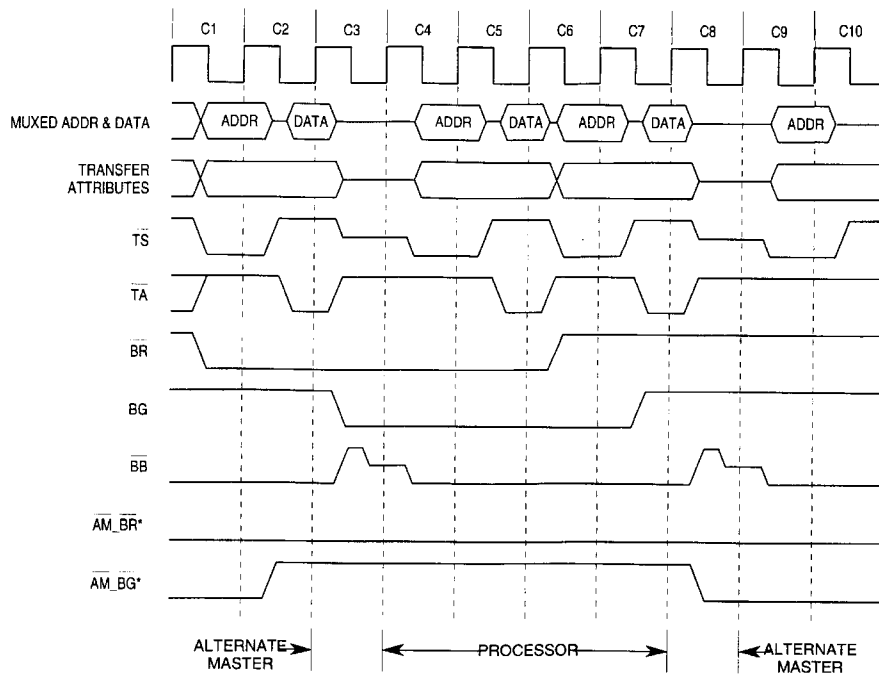 C1 C2 C3 C4 C5 C6 C7 C8 C9 C10
MUXED ADDR & DATA
ADDR DATA ADDR DATA ADDR DATA ADDR
TRANSFER
ATTRIBUTES
TS
TA
BR
BG
BB
AM_BR*
AM_BG*
ALTERNATE
MASTER
PROCESSOR
ALTERNATE
MASTER